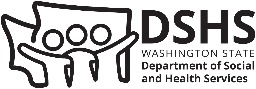 DSHS
WASHINGTON STATE
Department of Social
and Health Services